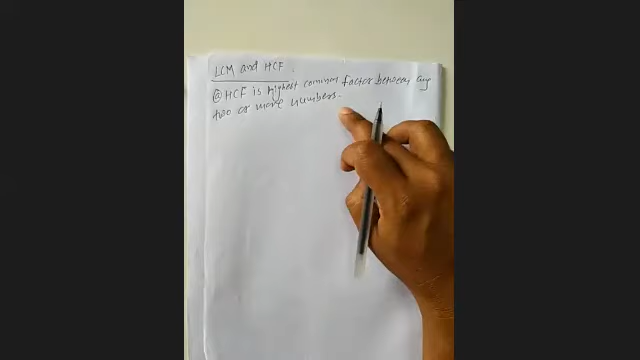 LCM and HCF.
@ HCF is highest common factor between any
two or more numbers.